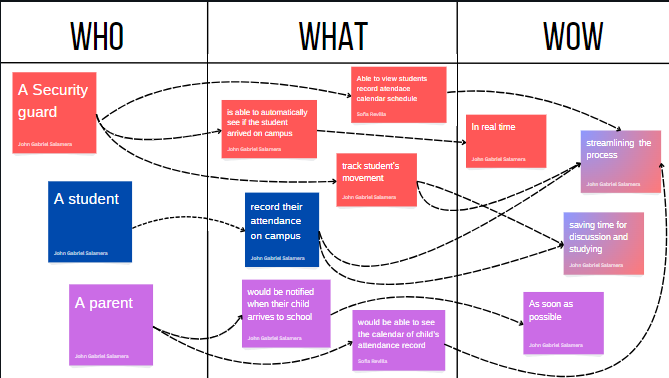 WHO
WHAT
WOW
A Security
guard
John Gabriel Salamera
is able to automatically
see if the student
arrived on campus
John Gabriel Salamera
Able to view students
record atendace
calendar schedule
Sofia Revilla
In real time
John Gabriel Salamera
streamlining the
process
John Gabriel Salamera
track student's
movement
John Gabriel Salamera
A student
John Gabriel Salamera
record their
attendance
on campus
John Gabriel Salamera
saving time for
discussion and
studying
John Gabriel Salamera
A parent
John Gabriel Salamera
would be notified
when their child
arrives to school
John Gabriel Salamera
would be able to see
the calendar of child's
attendance record
Sofia Revilla
As soon as
possible
John Gabriel Salamera